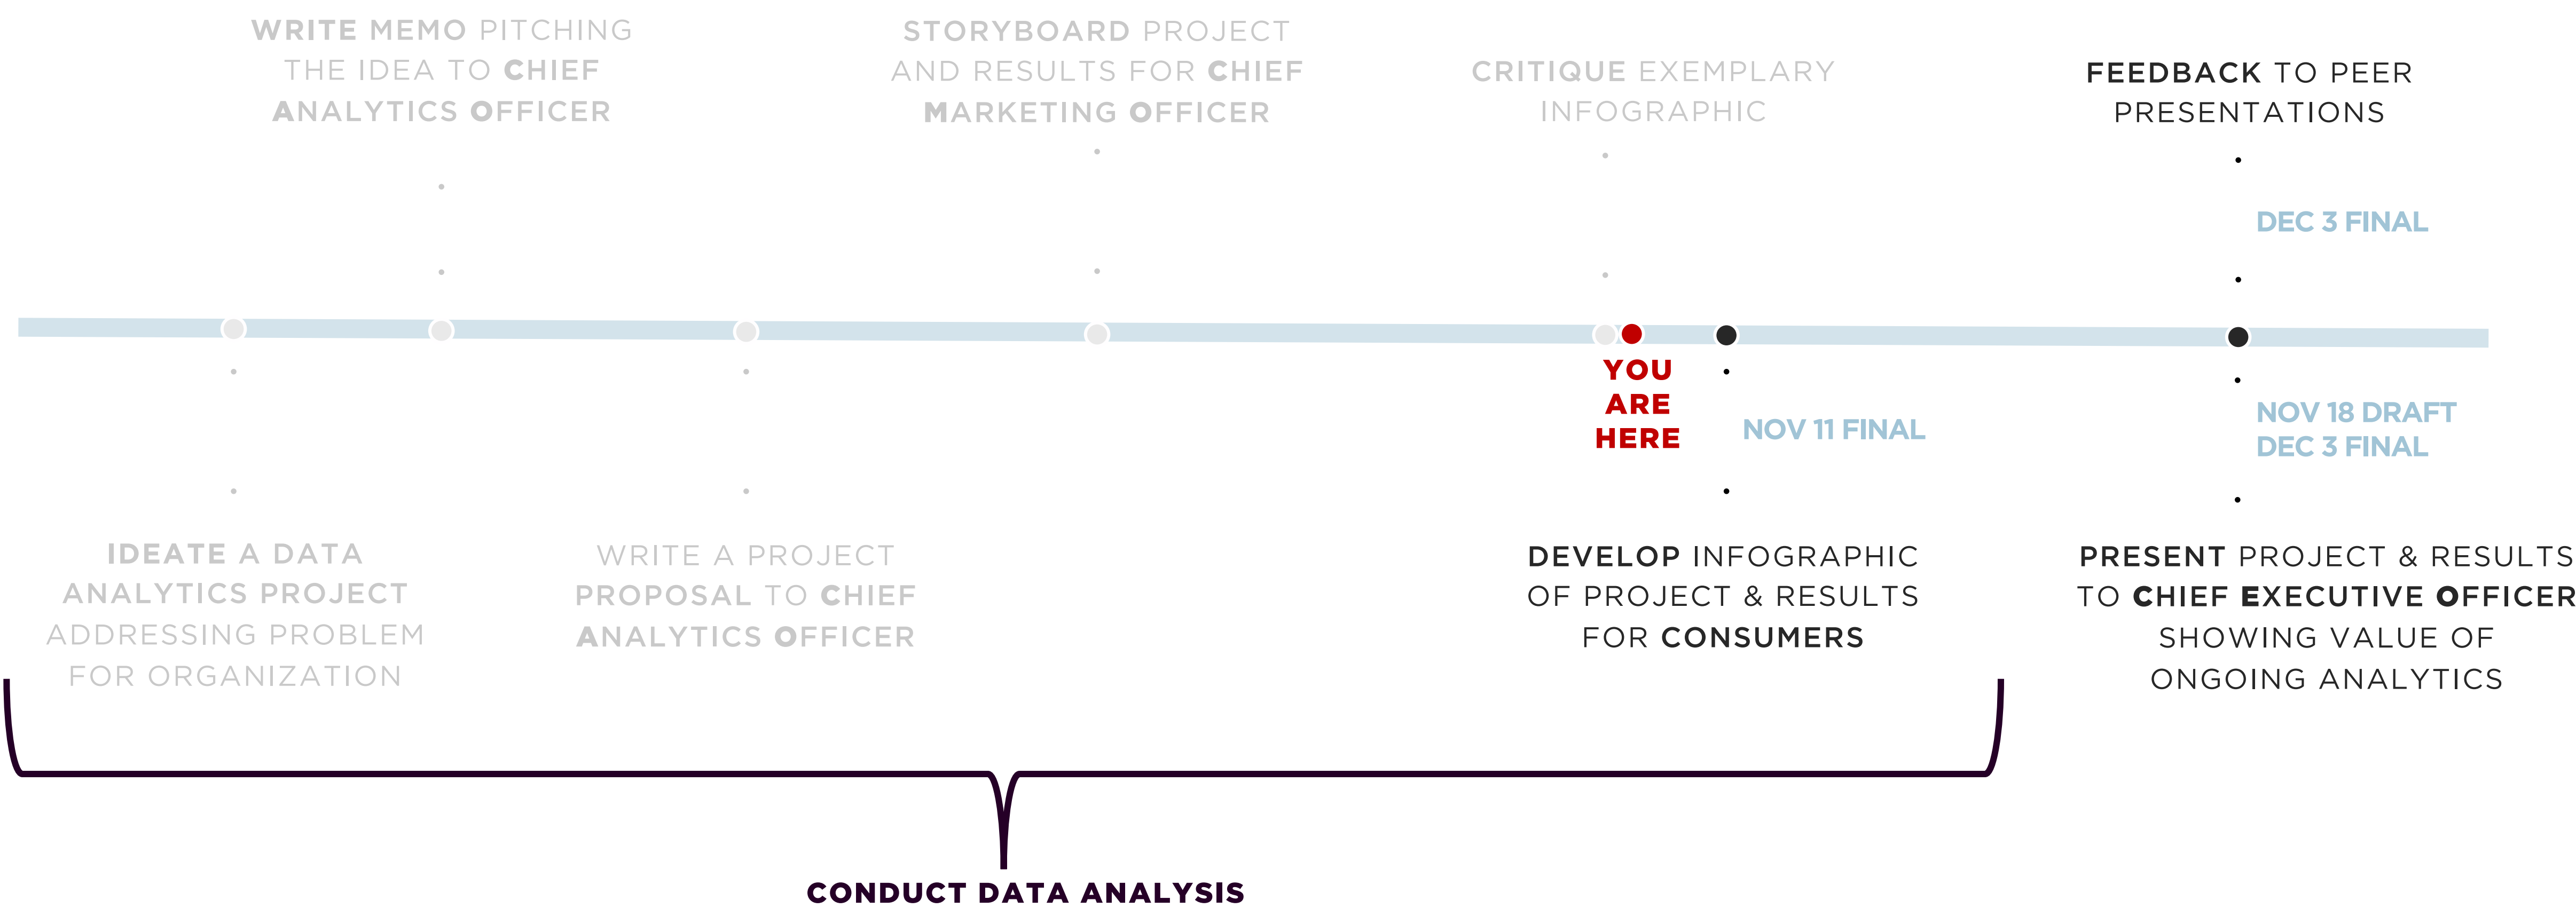 WRITE MEMO PITCHING
THE IDEA TO CHIEF
ANALYTICS OFFICER
STORYBOARD PROJECT
AND RESULTS FOR CHIEF
MARKETING OFFICER
CRITIQUE EXEMPLARY
INFOGRAPHIC
FEEDBACK TO PEER
PRESENTATIONS
DEC 3 FINAL
YOU
ARE
HERE
NOV 11 FINAL
NOV 18 DRAFT
DEC 3 FINAL
IDEATE A DATA
ANALYTICS PROJECT
ADDRESSING PROBLEM
FOR ORGANIZATION
WRITE A PROJECT
PROPOSAL TO CHIEF
ANALYTICS OFFICER
DEVELOP INFOGRAPHIC
OF PROJECT & RESULTS
FOR CONSUMERS
PRESENT PROJECT & RESULTS
TO CHIEF EXECUTIVE OFFICER
SHOWING VALUE OF
ONGOING ANALYTICS
CONDUCT DATA ANALYSIS